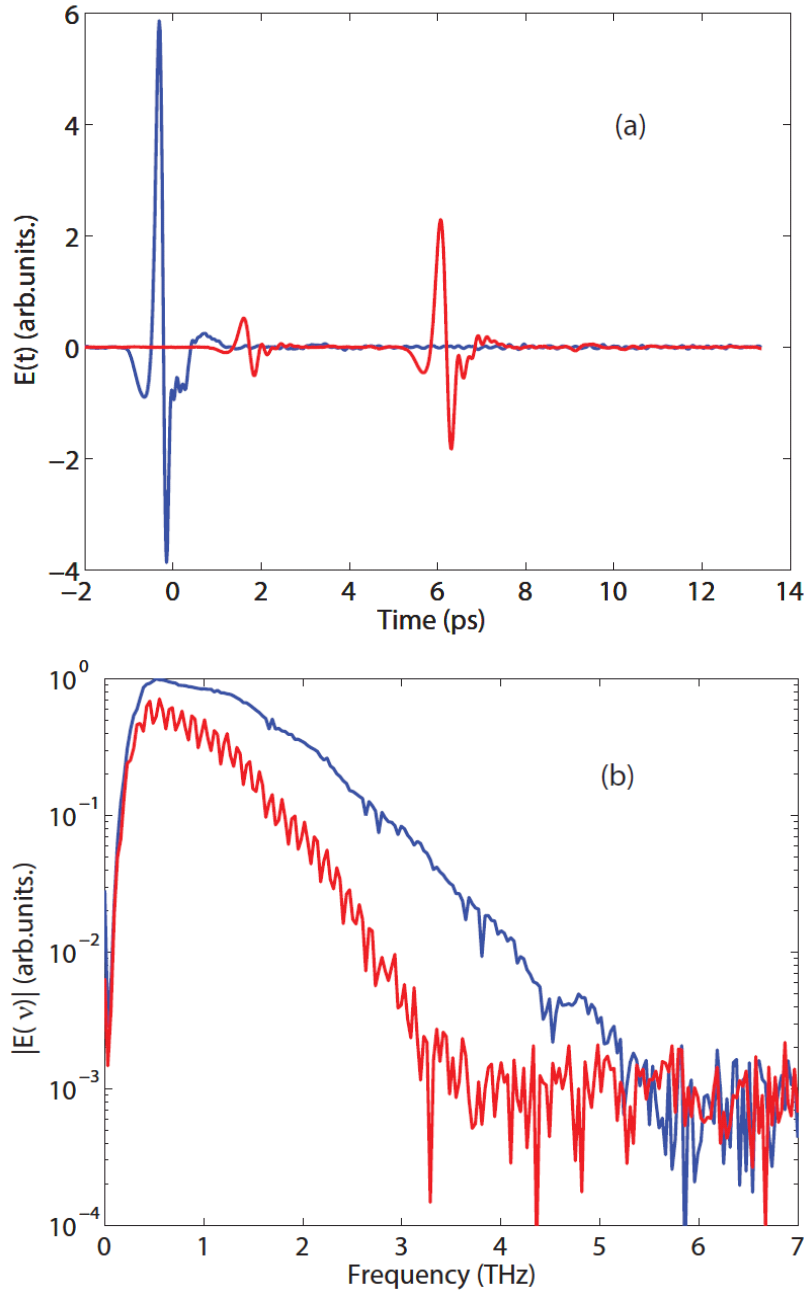 6
4
2
0
−2
−4
E(t) (arb.units.)
(a)
−2 0 2 4 6 8 10 12 14
Time (ps)
10⁰
10⁻¹
10⁻²
10⁻³
10⁻⁴
|E( ν)| (arb.units.)
(b)
0 1 2 3 4 5 6 7
Frequency (THz)